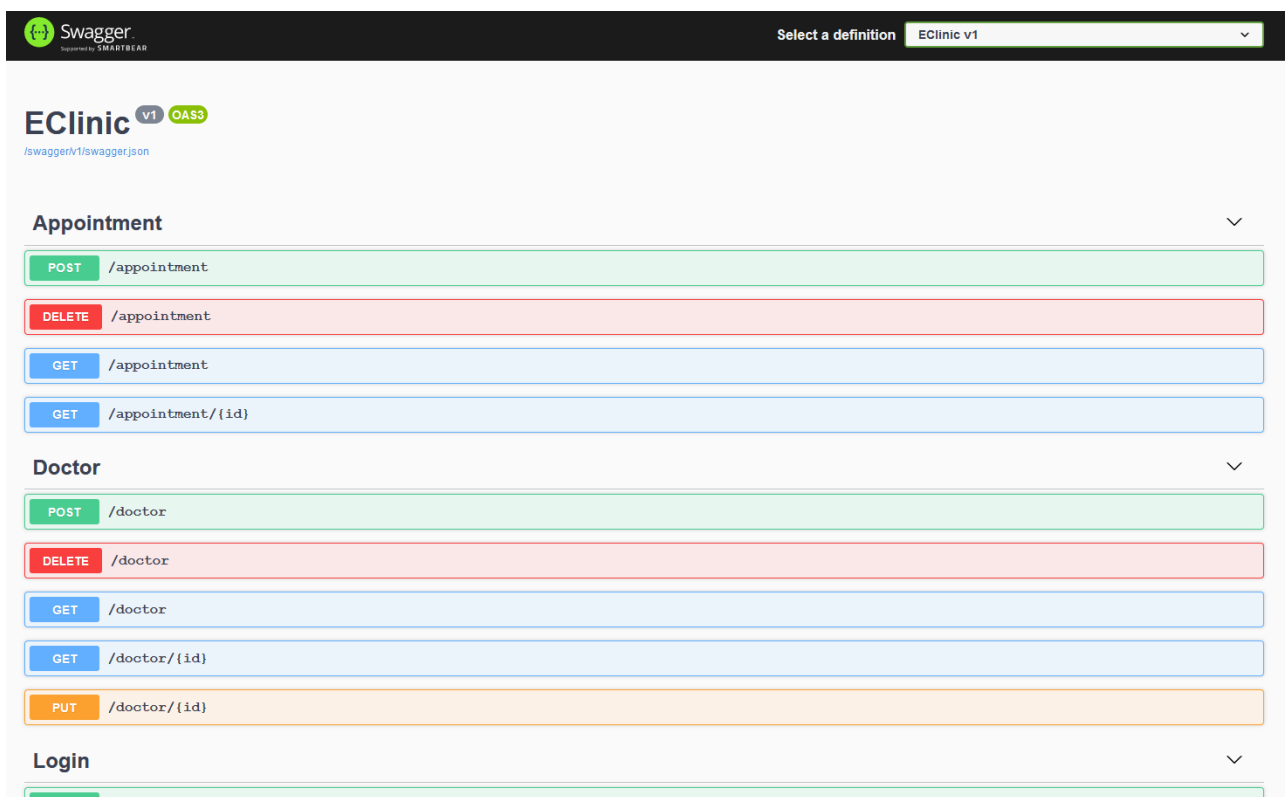 Swagger.
Supported by SMARTBEAR
Select a definition EClinic v1
EClinic v1 OAS3
/swagger/v1/swagger.json
Appointment
POST /appointment
DELETE /appointment
GET /appointment
GET /appointment/{id}
Doctor
POST /doctor
DELETE /doctor
GET /doctor
GET /doctor/{id}
PUT /doctor/{id}
Login